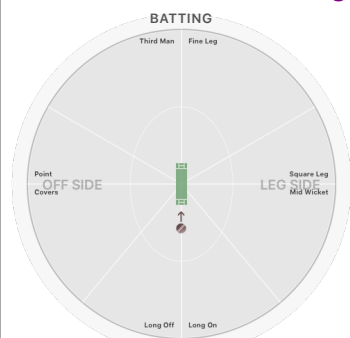 BATTING
Third Man
Fine Leg
Point
Square Leg
OFF SIDE
LEG SIDE
Covers
Mid Wicket
Long Off
Long On